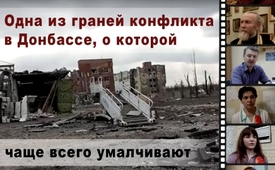 Одна из граней конфликта
в Донбассе, о которой
чаще всего умалчивают